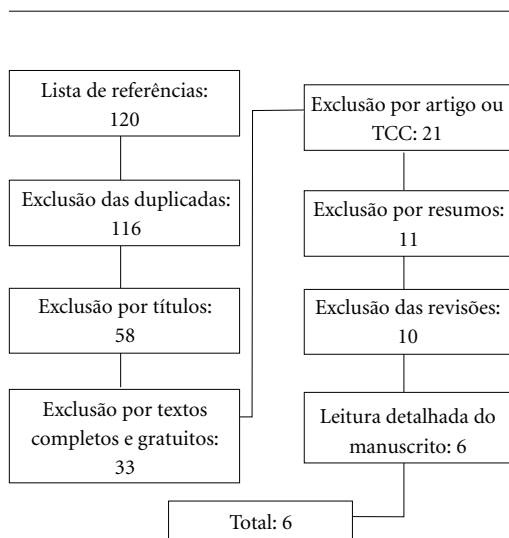 Lista de referências:
120
Exclusão das duplicadas:
116
Exclusão por títulos:
58
Exclusão por textos
completos e gratuitos:
33
Exclusão por artigo ou
TCC: 21
Exclusão por resumos:
11
Exclusão das revisões:
10
Leitura detalhada do
manuscrito: 6
Total: 6